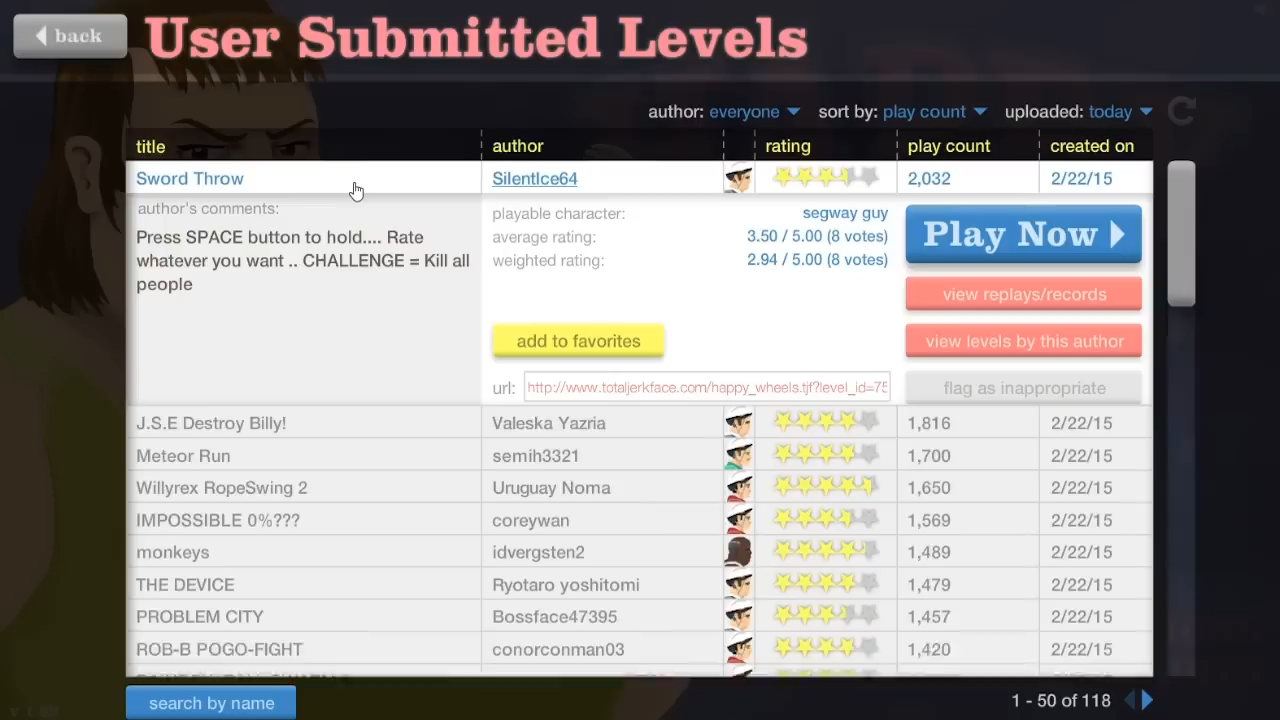 back
User Submitted Levels
author: everyone sort by: play count uploaded: today
title author rating play count created on
Sword Throw SilentIce64 2,032 2/22/15
author's comments:
Press SPACE button to hold.... Rate
whatever you want .. CHALLENGE = Kill all
people
playable character: segway guy
average rating: 3.50 / 5.00 (8 votes)
weighted rating: 2.94 / 5.00 (8 votes)
add to favorites
url: http://www.totaljerkface.com/happy_wheels.tjf?level_id=75
Play Now
view replays/records
view levels by this author
flag as inappropriate
J.S.E Destroy Billy! Valeska Yazria 1,816 2/22/15
Meteor Run semih3321 1,700 2/22/15
Willyrex RopeSwing 2 Uruguay Noma 1,650 2/22/15
IMPOSSIBLE 0%??? coreywan 1,569 2/22/15
monkeys idvergsten2 1,489 2/22/15
THE DEVICE Ryotaro yoshitomi 1,479 2/22/15
PROBLEM CITY Bossface47395 1,457 2/22/15
ROB-B POGO-FIGHT conorconman03 1,420 2/22/15
search by name
1 - 50 of 118